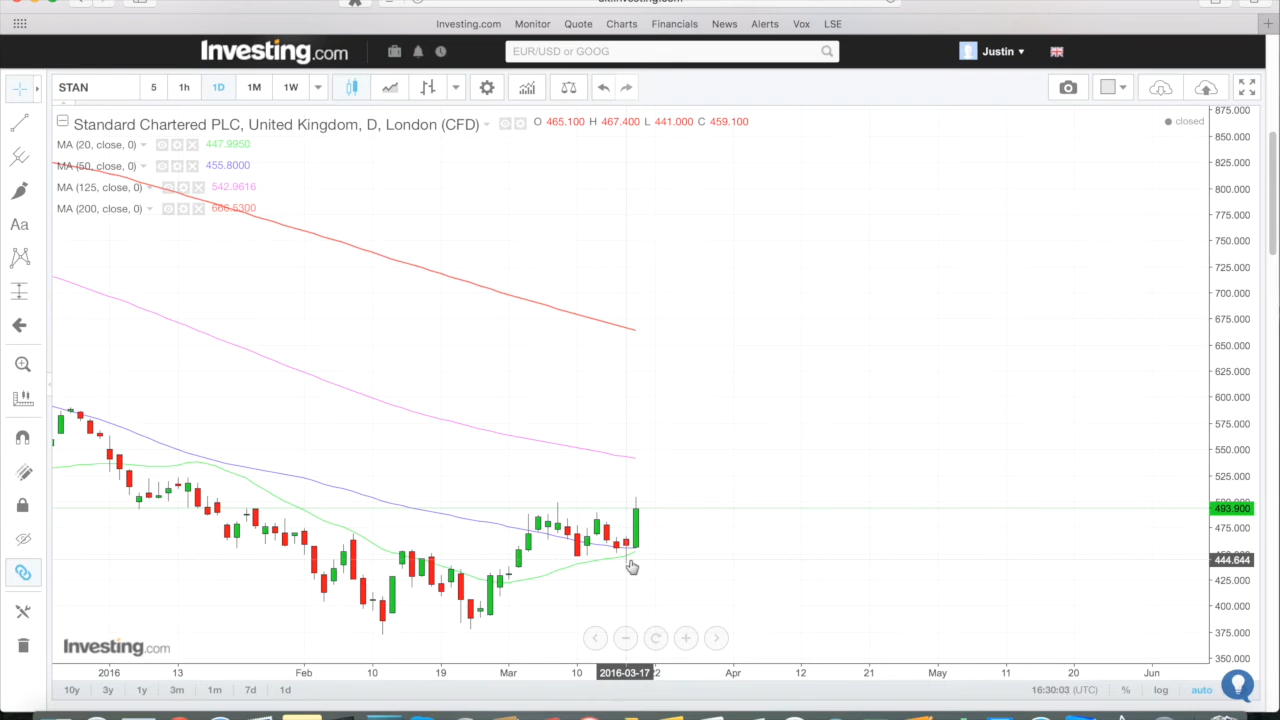 Investing.com Monitor Quote Charts Financials News Alerts Vox LSE
Investing.com EUR/USD or GOOG Justin
STAN 5 1h 1D 1M 1W
Standard Chartered PLC, United Kingdom, D, London (CFD) O 465.100 H 467.400 L 441.000 C 459.100 closed
MA (20, close, 0) 447.9950
MA (50, close, 0) 455.8000
MA (125, close, 0) 542.9616
MA (200, close, 0) 666.5300
Aa
875.000
850.000
825.000
800.000
775.000
750.000
725.000
700.000
675.000
650.000
625.000
600.000
575.000
550.000
525.000
493.900
475.000
444.644
425.000
400.000
375.000
350.000
Investing.com
2016 13 Feb 10 19 Mar 10 2016-03-17 Apr 12 21 May 11 20 Jun
10y 3y 1y 3m 1m 7d 1d 16:30:03 (UTC) % log auto